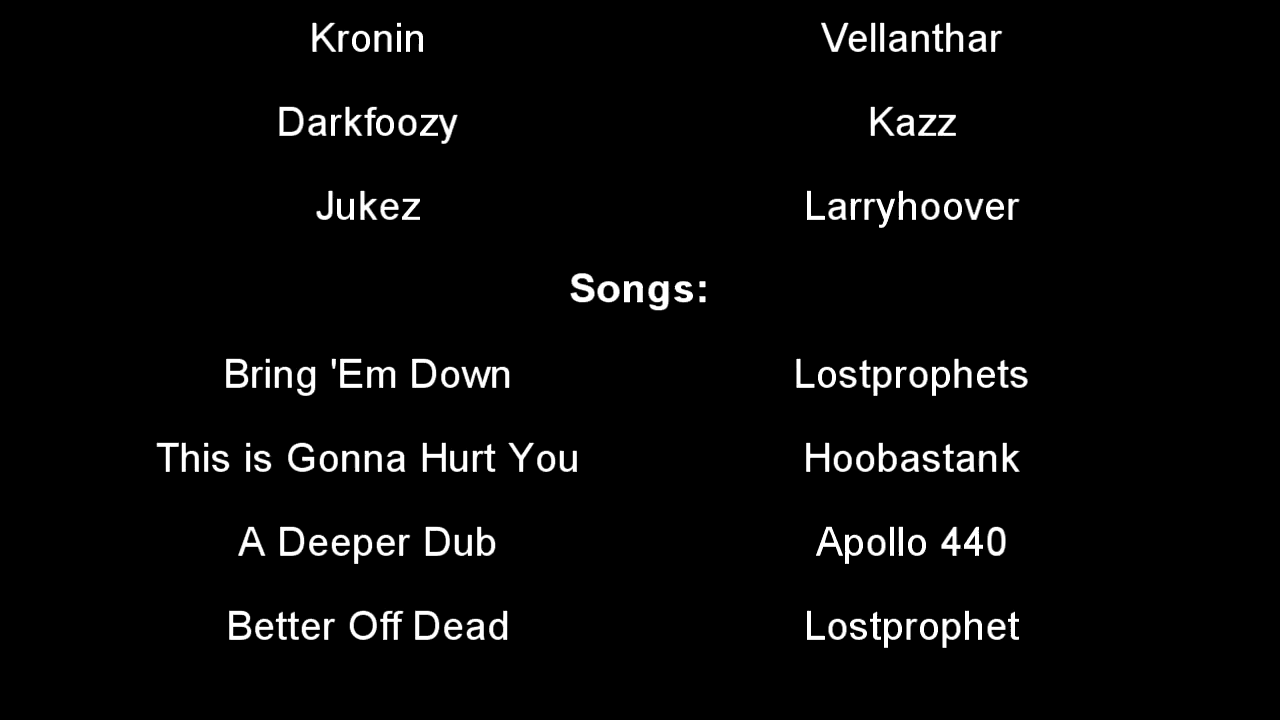 Kronin Vellanthar
Darkfoozy Kazz
Jukez Larryhoover
Songs:
Bring 'Em Down Lostprophets
This is Gonna Hurt You Hoobastank
A Deeper Dub Apollo 440
Better Off Dead Lostprophet